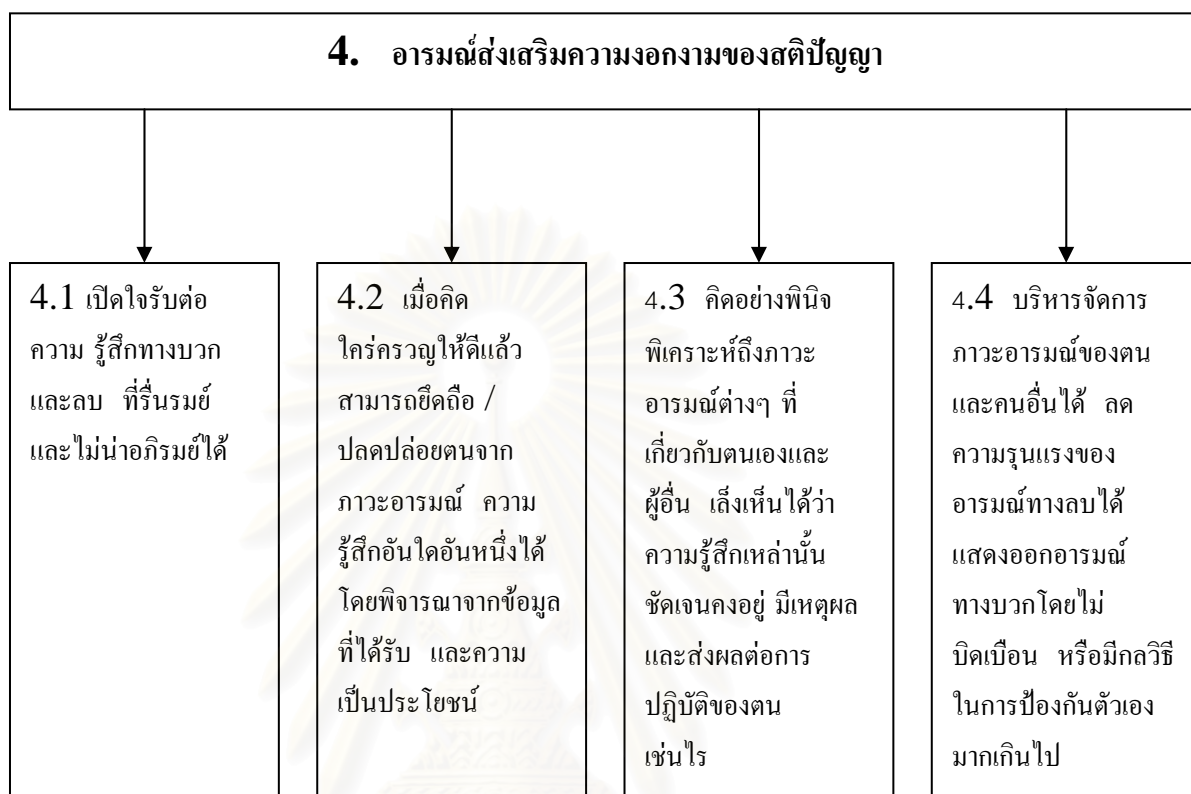 4. อารมณ์ส่งเสริมความงอกงามของสติปัญญา
4.1 เปิดใจรับต่อ
ความ รู้สึกทางบวก
และลบ ที่รื่นรมย์
และไม่น่าอภิรมย์ได้
4.2 เมื่อคิด
ใคร่ครวญให้ดีแล้ว
สามารถยึดถือ /
ปลดปล่อยตนจาก
ภาวะอารมณ์ ความ
รู้สึกอันใดอันหนึ่งได้
โดยพิจารณาจากข้อมูล
ที่ได้รับ และความ
เป็นประโยชน์
4.3 คิดอย่างพินิจ
พิเคราะห์ถึงภาวะ
อารมณ์ต่างๆ ที่
เกี่ยวกับตนเองและ
ผู้อื่น เล็งเห็นได้ว่า
ความรู้สึกเหล่านั้น
ชัดเจนคงอยู่ มีเหตุผล
และส่งผลต่อการ
ปฏิบัติของตน
เช่นไร
4.4 บริหารจัดการ
ภาวะอารมณ์ของตน
และคนอื่นได้ ลด
ความรุนแรงของ
อารมณ์ทางลบได้
แสดงออกอารมณ์
ทางบวกโดยไม่
บิดเบือน หรือมีกลวิธี
ในการป้องกันตัวเอง
มากเกินไป